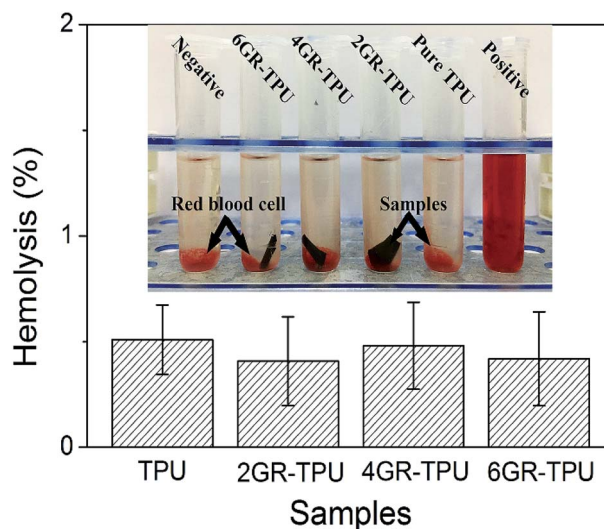 2
Negative
6GR-TPU
4GR-TPU
2GR-TPU
Pure TPU
Positive
Red blood cell
Samples
1
Hemolysis (%)
0
TPU
2GR-TPU
4GR-TPU
6GR-TPU
Samples